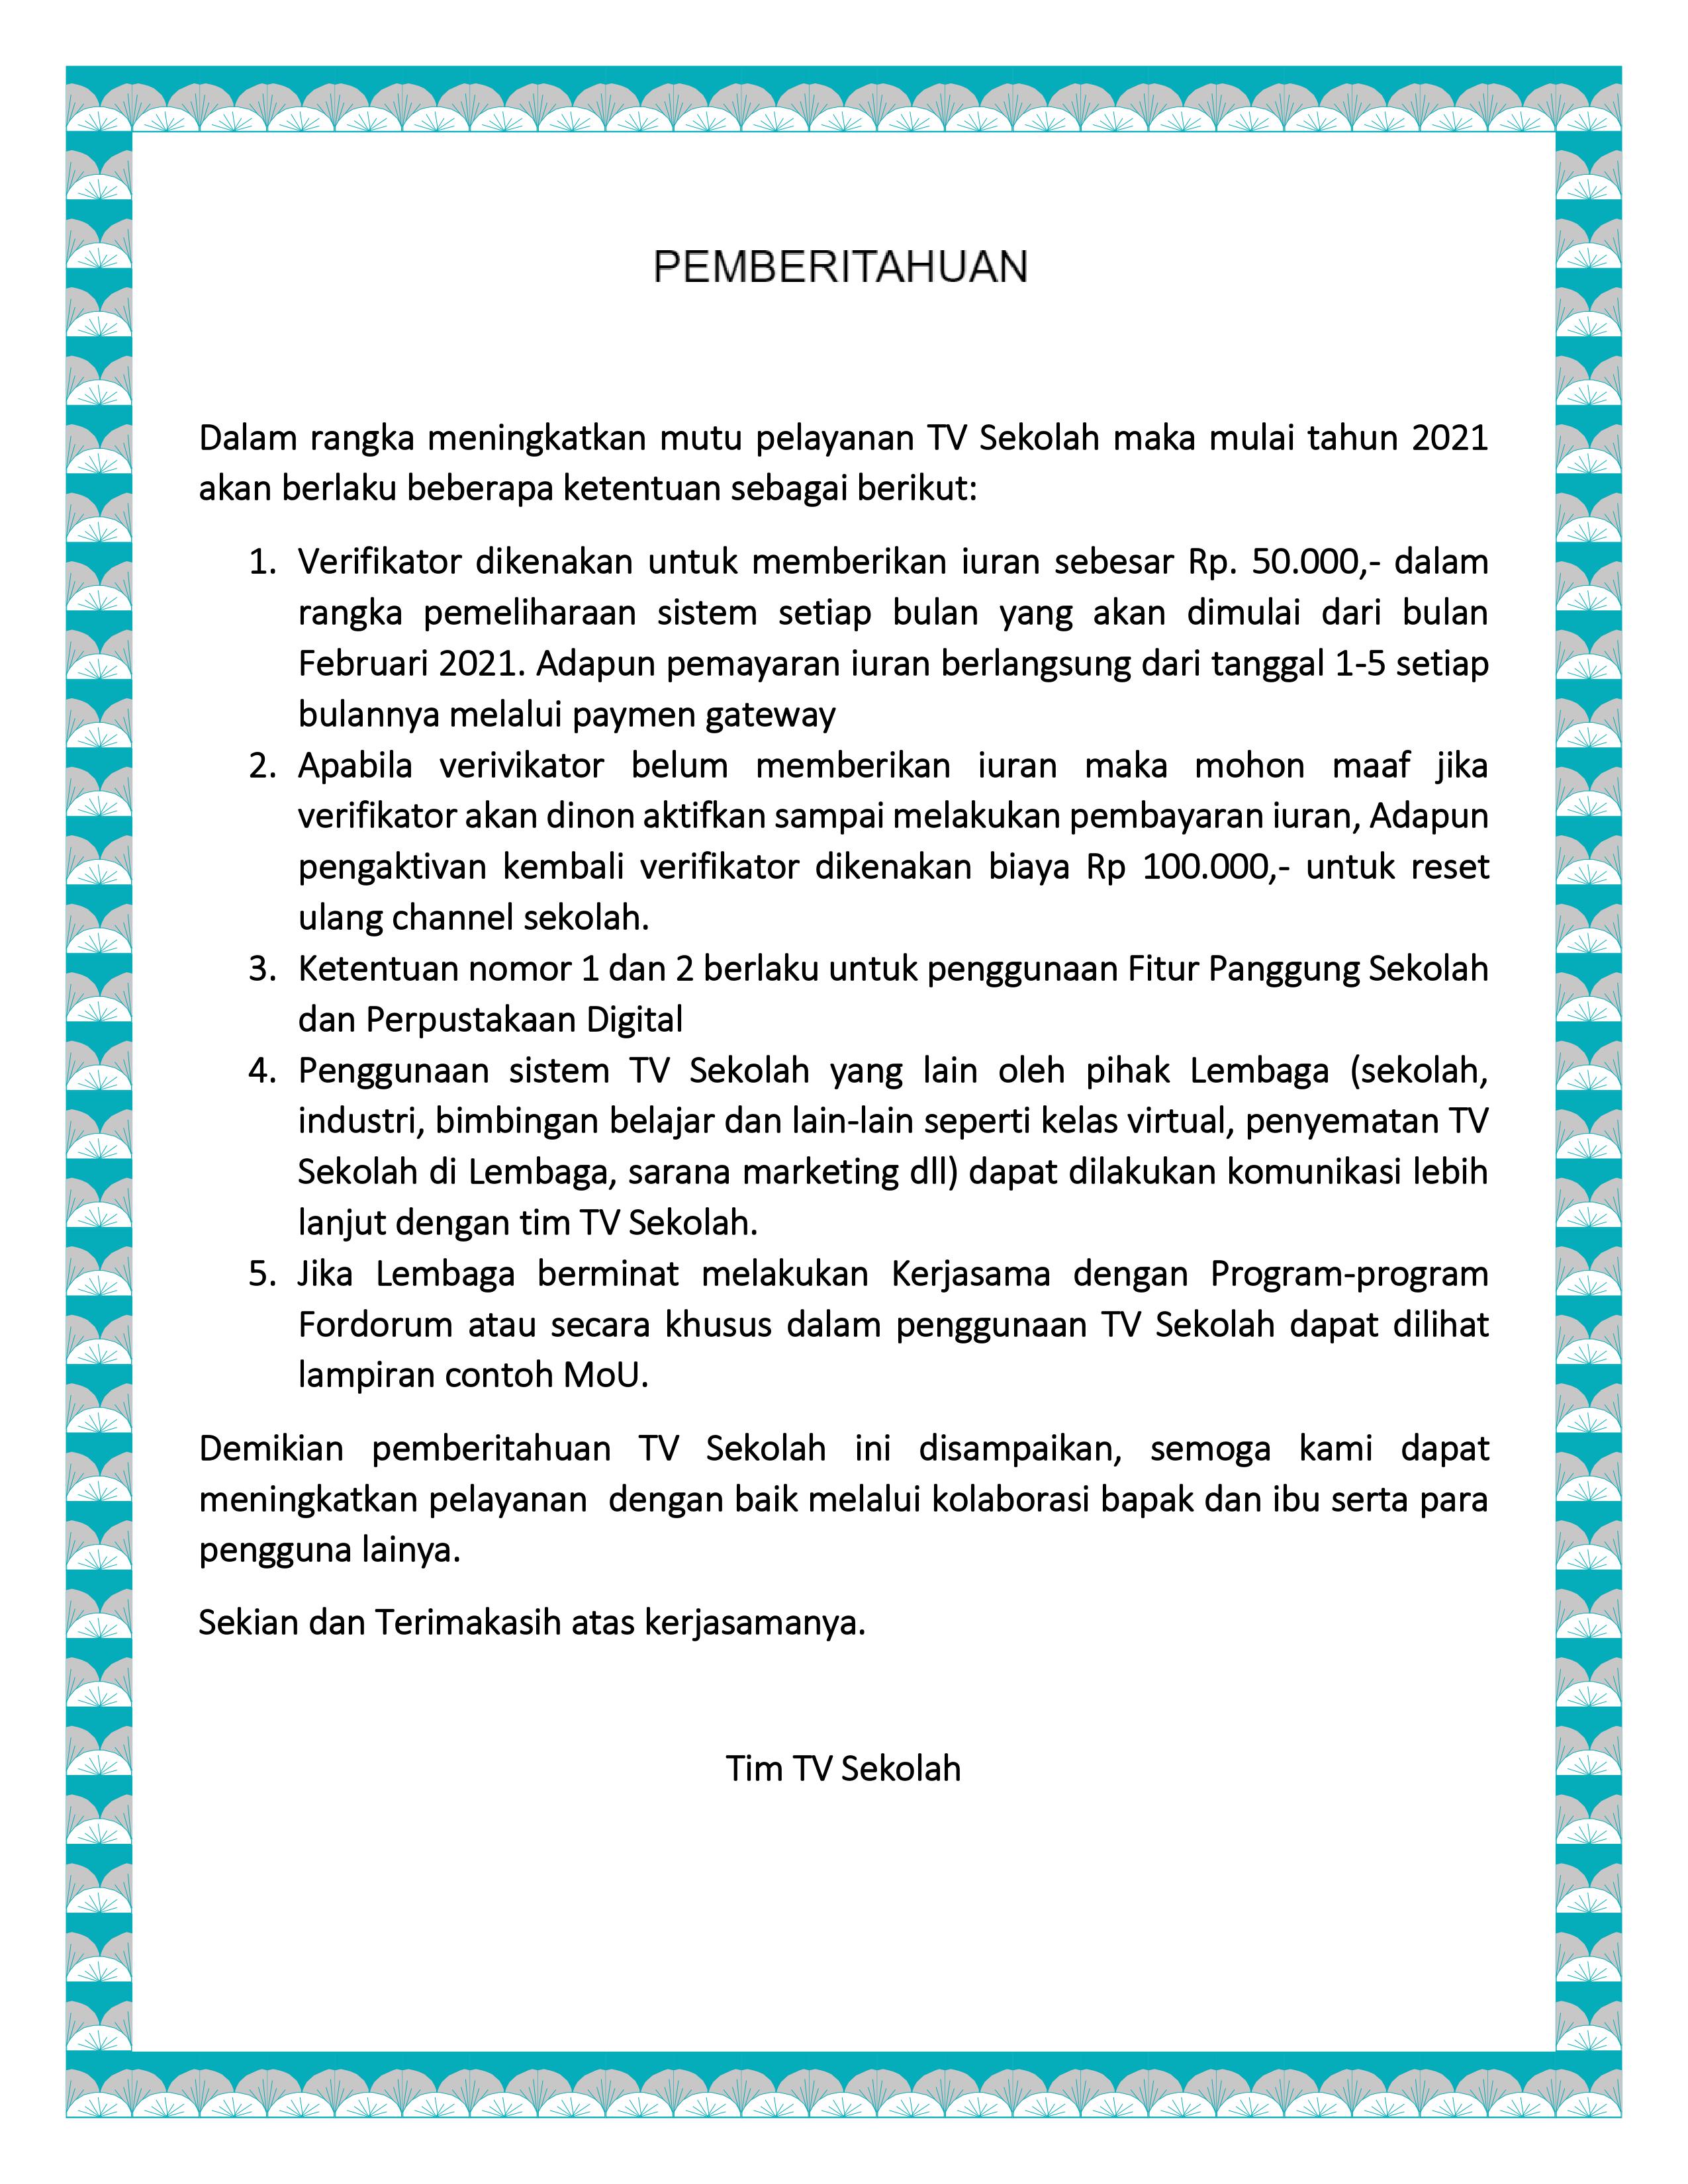 PEMBERITAHUAN
Dalam rangka meningkatkan mutu pelayanan TV Sekolah maka mulai tahun 2021
akan berlaku beberapa ketentuan sebagai berikut:
1. Verifikator dikenakan untuk memberikan iuran sebesar Rp. 50.000,- dalam
rangka pemeliharaan sistem setiap bulan yang akan dimulai dari bulan
Februari 2021. Adapun pemayaran iuran berlangsung dari tanggal 1-5 setiap
bulannya melalui paymen gateway
2. Apabila verivikator belum memberikan iuran maka mohon maaf jika
verifikator akan dinon aktifkan sampai melakukan pembayaran iuran, Adapun
pengaktivan kembali verifikator dikenakan biaya Rp 100.000,- untuk reset
ulang channel sekolah.
3. Ketentuan nomor 1 dan 2 berlaku untuk penggunaan Fitur Panggung Sekolah
dan Perpustakaan Digital
4. Penggunaan sistem TV Sekolah yang lain oleh pihak Lembaga (sekolah,
industri, bimbingan belajar dan lain-lain seperti kelas virtual, penyematan TV
Sekolah di Lembaga, sarana marketing dll) dapat dilakukan komunikasi lebih
lanjut dengan tim TV Sekolah.
5. Jika Lembaga berminat melakukan Kerjasama dengan Program-program
Fordorum atau secara khusus dalam penggunaan TV Sekolah dapat dilihat
lampiran contoh MoU.
Demikian pemberitahuan TV Sekolah ini disampaikan, semoga kami dapat
meningkatkan pelayanan  dengan baik melalui kolaborasi bapak dan ibu serta para
pengguna lainya.
Sekian dan Terimakasih atas kerjasamanya.
Tim TV Sekolah